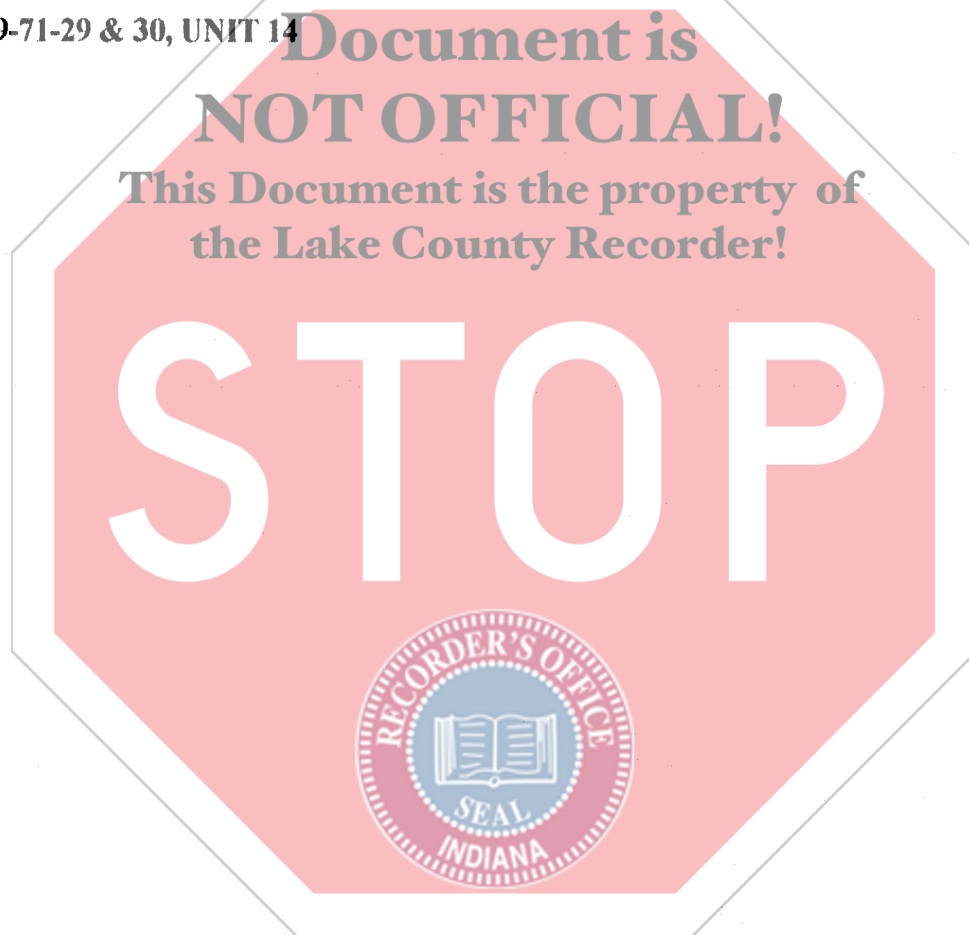 9-71-29 & 30, UNIT 14
Document is
NOT OFFICIAL!
This Document is the property of
the Lake County Recorder!
STOP
RECORDER'S OFFICE
SEAL
INDIANA